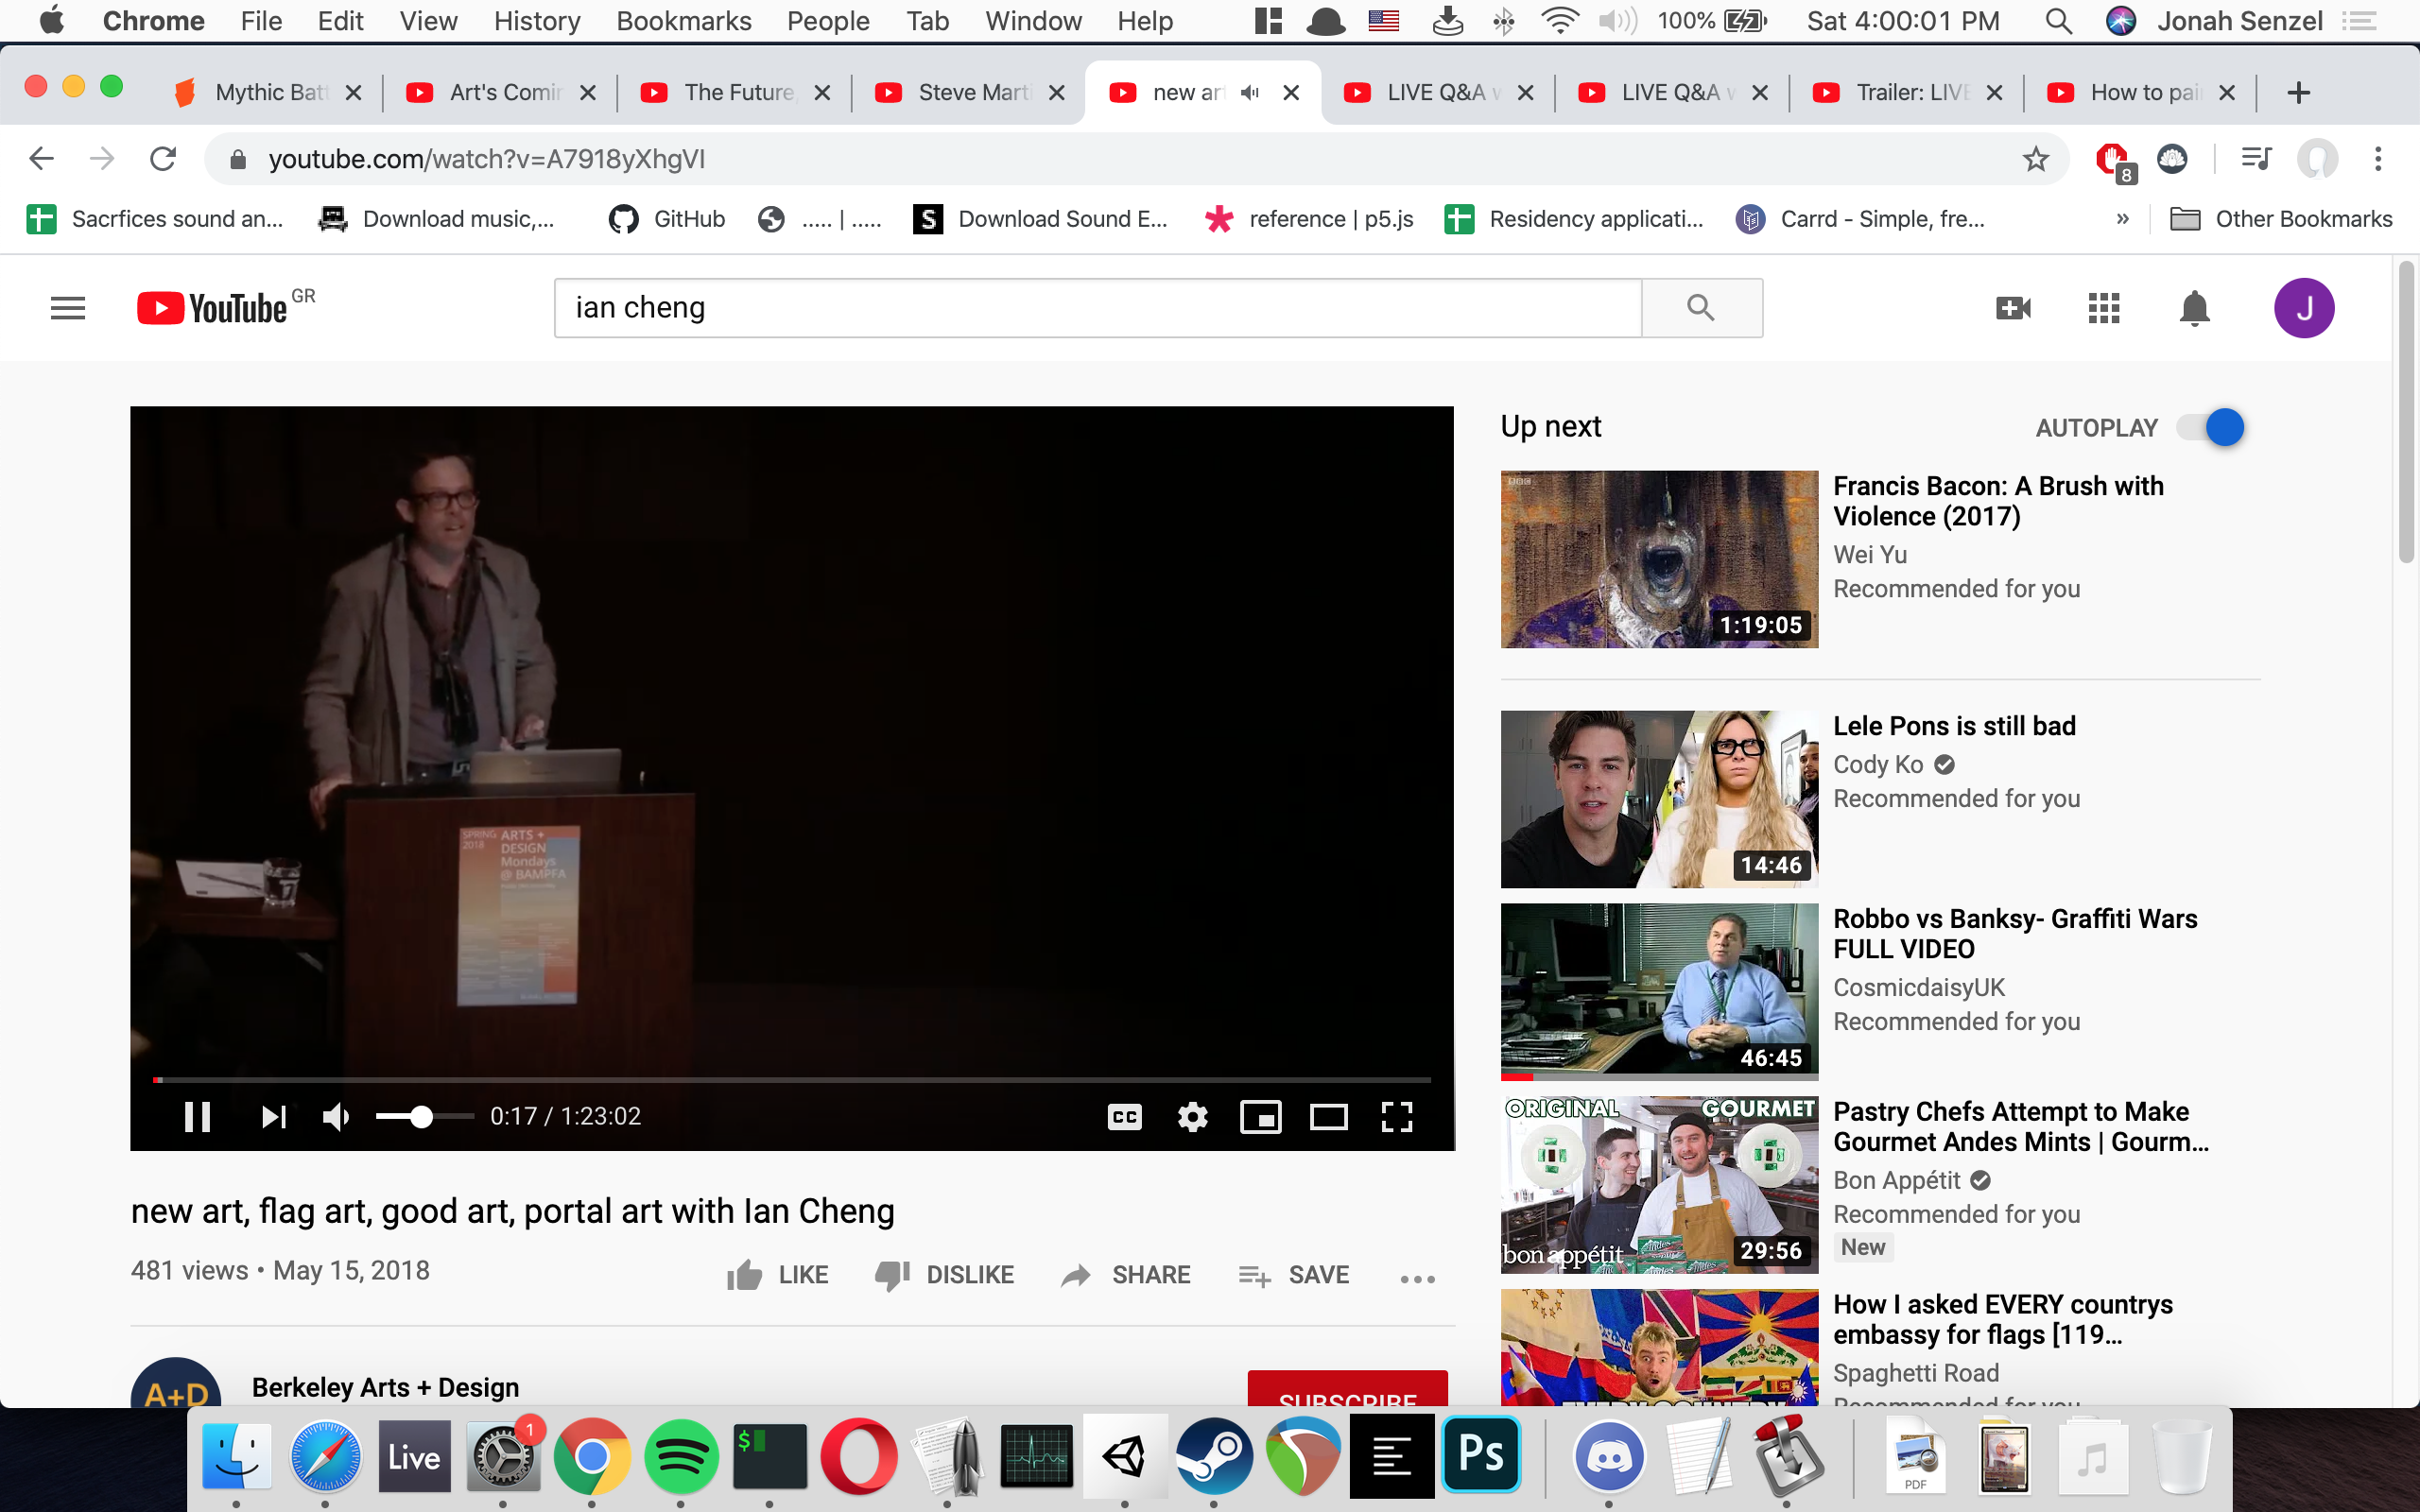 Chrome File Edit View History Bookmarks People Tab Window Help 100% Sat 4:00:01 PM Jonah Senzel
Mythic Batt Art's Comin The Future, Steve Marti new art LIVE Q&A w LIVE Q&A w Trailer: LIVE How to pain
youtube.com/watch?v=A7918yXhgVI
8
Sacrfices sound an... Download music,... GitHub ..... | ..... S Download Sound E... reference | p5.js Residency applicati... Carrd - Simple, fre... » Other Bookmarks
YouTube GR
ian cheng
J
SPRING 2018
ARTS +
DESIGN
Mondays
@ BAMPFA
0:17 / 1:23:02
CC
new art, flag art, good art, portal art with Ian Cheng
481 views • May 15, 2018
LIKE DISLIKE SHARE SAVE
A+D
Berkeley Arts + Design
SUBSCRIBE
Up next
AUTOPLAY
BBC
1:19:05
Francis Bacon: A Brush with
Violence (2017)
Wei Yu
Recommended for you
14:46
Lele Pons is still bad
Cody Ko
Recommended for you
46:45
Robbo vs Banksy- Graffiti Wars
FULL VIDEO
CosmicdaisyUK
Recommended for you
ORIGINAL GOURMET
bon appétit
Andes
29:56
Pastry Chefs Attempt to Make
Gourmet Andes Mints | Gourm...
Bon Appétit
Recommended for you
New
How I asked EVERY countrys
embassy for flags [119...
Spaghetti Road
Recommended for you
EVERY COUNTRY
Live
1
$
Ps
PDF